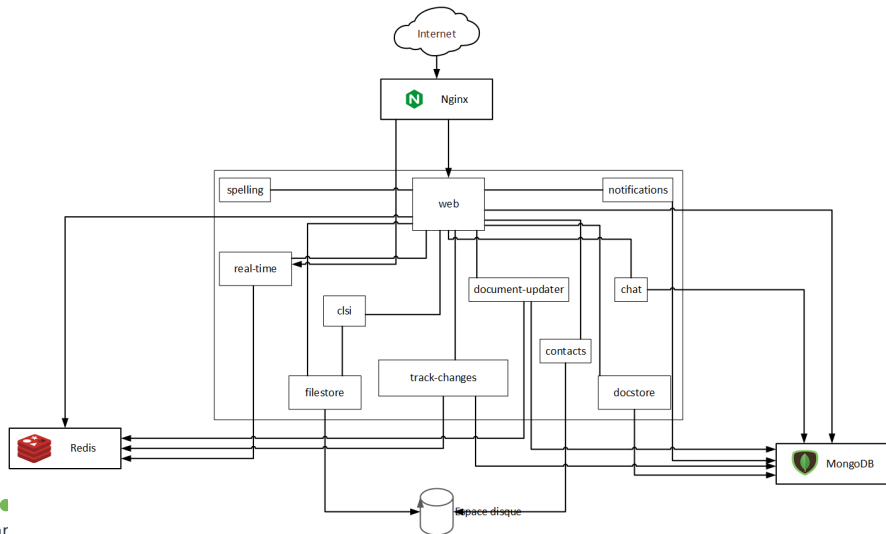 Internet
Nginx
spelling
web
notifications
real-time
document-updater
chat
clsi
contacts
track-changes
filestore
docstore
Redis
MongoDB
Espace disque